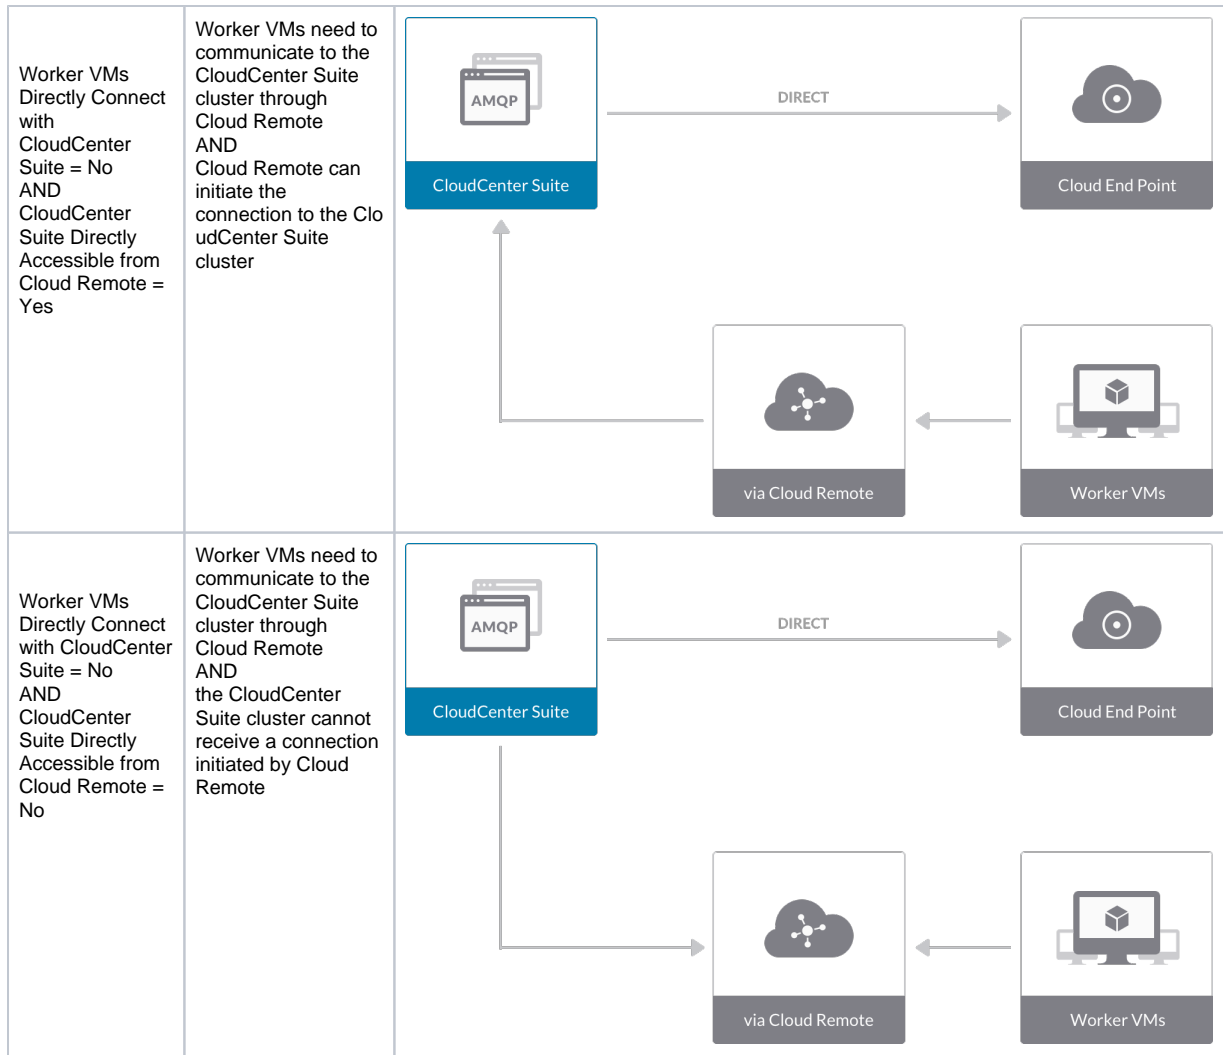 Worker VMs
Directly Connect
with
CloudCenter
Suite = No
AND
CloudCenter
Suite Directly
Accessible from
Cloud Remote =
Yes
Worker VMs need to
communicate to the
CloudCenter Suite
cluster through
Cloud Remote
AND
Cloud Remote can
initiate the
connection to the Clo
udCenter Suite
cluster
AMQP
CloudCenter Suite
DIRECT
Cloud End Point
via Cloud Remote
Worker VMs
Worker VMs
Directly Connect
with CloudCenter
Suite = No
AND
CloudCenter
Suite Directly
Accessible from
Cloud Remote =
No
Worker VMs need to
communicate to the
CloudCenter Suite
cluster through
Cloud Remote
AND
the CloudCenter
Suite cluster cannot
receive a connection
initiated by Cloud
Remote
AMQP
CloudCenter Suite
DIRECT
Cloud End Point
via Cloud Remote
Worker VMs